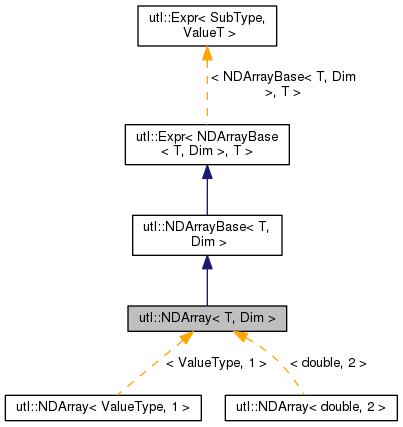 utl::Expr< SubType,
ValueT >
< NDArrayBase< T, Dim
>, T >
utl::Expr< NDArrayBase
< T, Dim >, T >
utl::NDArrayBase< T,
Dim >
utl::NDArray< T, Dim >
< ValueType, 1 >
< double, 2 >
utl::NDArray< ValueType, 1 >
utl::NDArray< double, 2 >